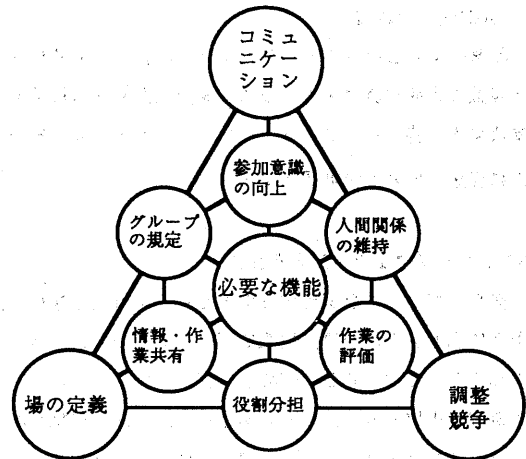 コミュ
ニケー
ション
参加意識
の向上
グループ
の規定
人間関係
の維持
必要な機能
情報・作
業共有
作業の
評価
場の定義
役割分担
調整
競争